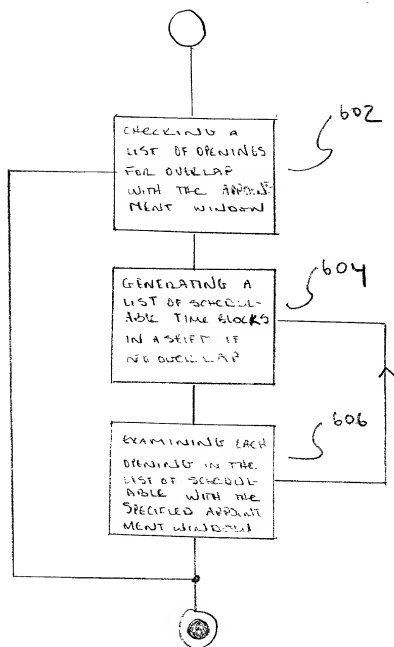 CHECKING A
LIST OF OPENINGS
FOR OVERLAP
WITH THE APPOINT-
MENT WINDOW
602
GENERATING A
LIST OF SCHEDUL-
ABLE TIME BLOCKS
IN A SHIFT IF
NO OVERLAP
604
EXAMINING EACH
OPENING IN THE
LIST OF SCHEDUL-
ABLE WITH THE
SPECIFIED APPOINT
MENT WINDOW
606